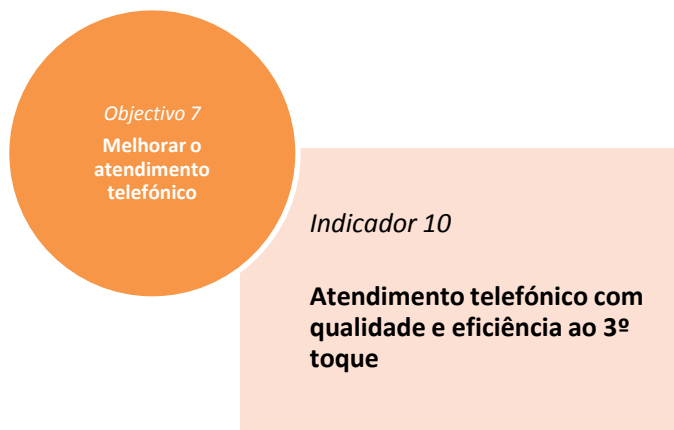 Objectivo 7
Melhorar o
atendimento
telefónico
Indicador 10
Atendimento telefónico com
qualidade e eficiência ao 3º
toque